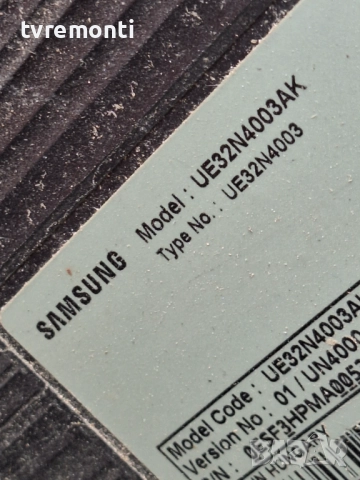 tvremonti
SAMSUNG
Model : UE32N4003AK
Type No. : UE32N4003
Model Code : UE32N4003A
Version No : 01 / UN400